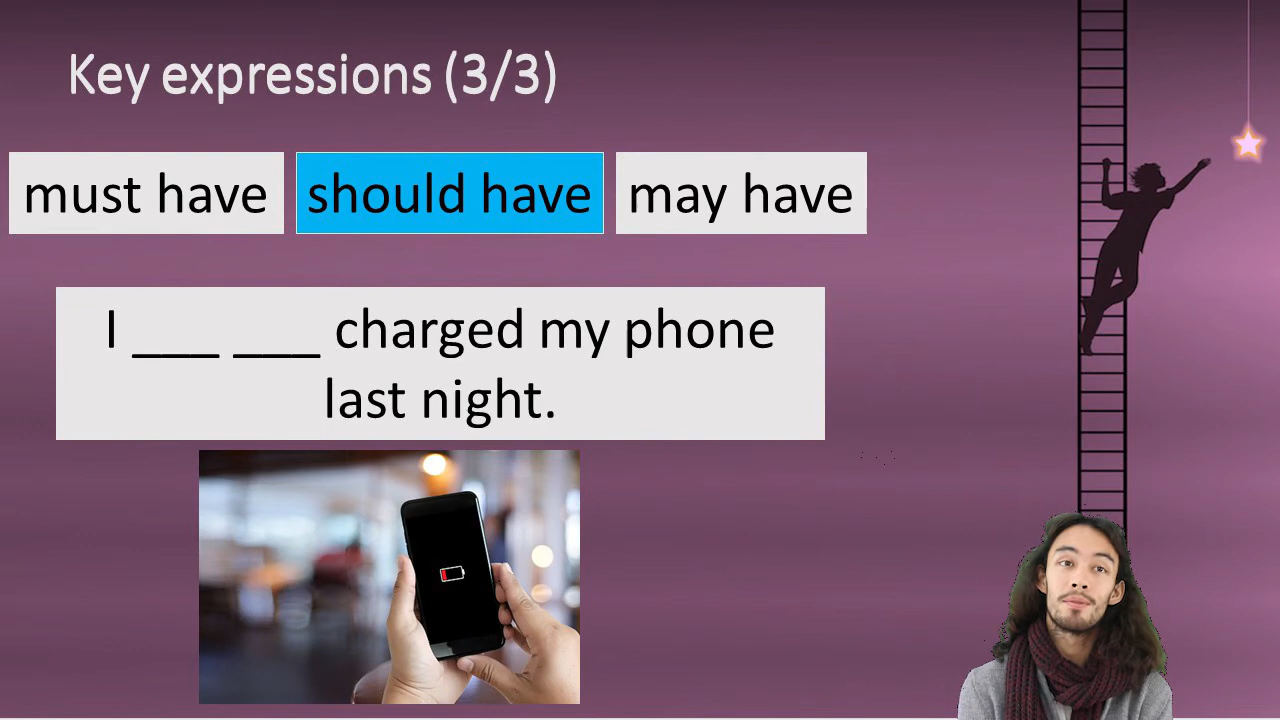 Key expressions (3/3)
must have should have may have
I ___ ___ charged my phone
last night.